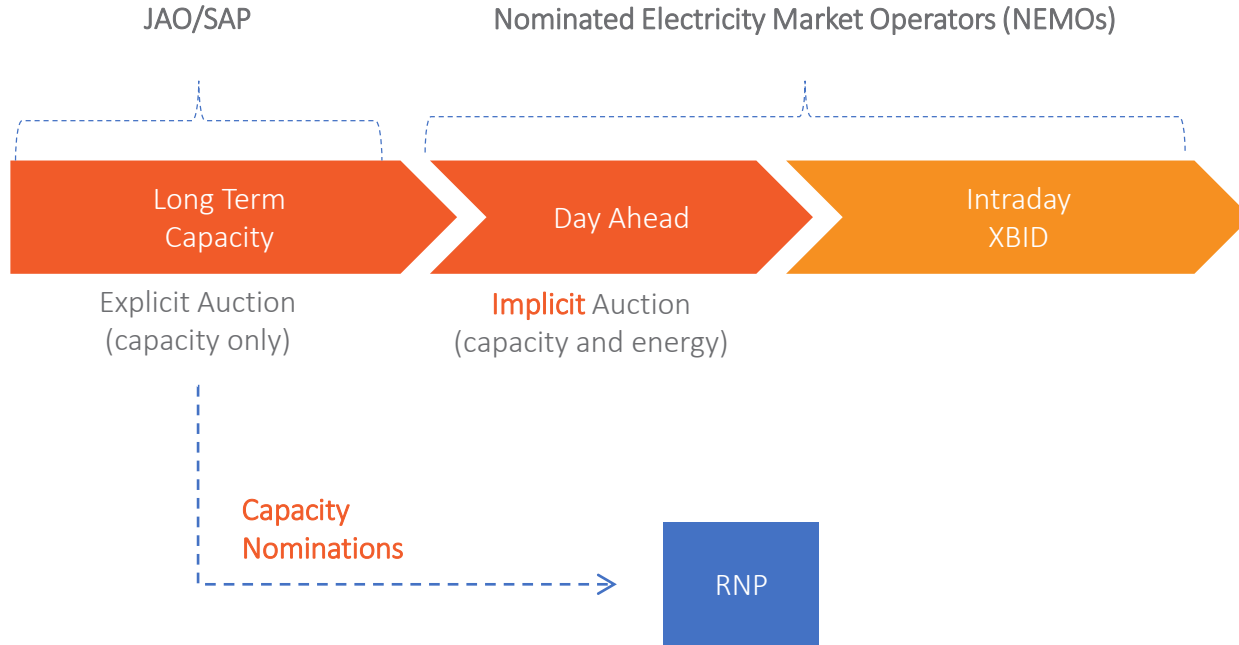 JAO/SAP
Nominated Electricity Market Operators (NEMOs)
Long Term
Capacity
Day Ahead
Intraday
XBID
Explicit Auction
(capacity only)
Implicit Auction
(capacity and energy)
Capacity
Nominations
RNP